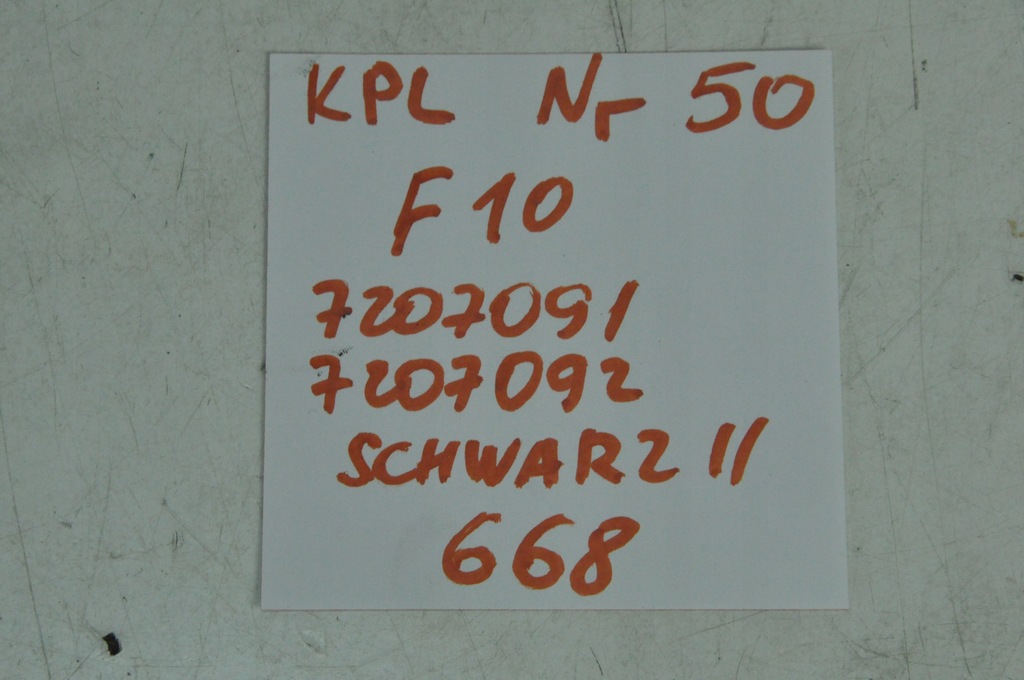 KPL Nr 50
F10
7207091
7207092
SCHWARZ II
668